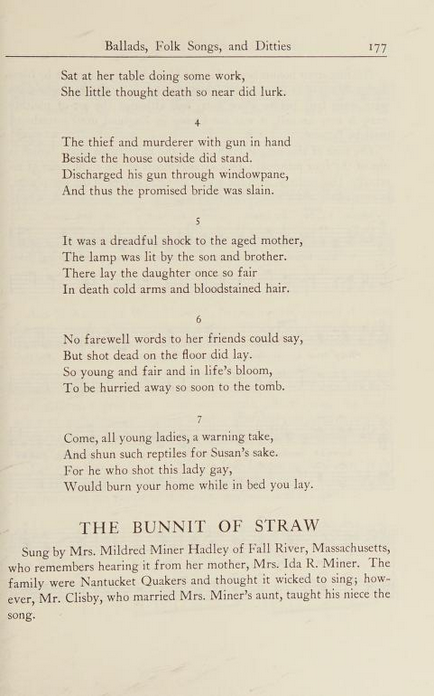 Ballads, Folk Songs, and Ditties 177
Sat at her table doing some work,
She little thought death so near did lurk.
4
The thief and murderer with gun in hand
Beside the house outside did stand.
Discharged his gun through windowpane,
And thus the promised bride was slain.
5
It was a dreadful shock to the aged mother,
The lamp was lit by the son and brother.
There lay the daughter once so fair
In death cold arms and bloodstained hair.
6
No farewell words to her friends could say,
But shot dead on the floor did lay.
So young and fair and in life's bloom,
To be hurried away so soon to the tomb.
7
Come, all young ladies, a warning take,
And shun such reptiles for Susan's sake.
For he who shot this lady gay,
Would burn your home while in bed you lay.
THE BUNNIT OF STRAW
Sung by Mrs. Mildred Miner Hadley of Fall River, Massachusetts,
who remembers hearing it from her mother, Mrs. Ida R. Miner. The
family were Nantucket Quakers and thought it wicked to sing; how-
ever, Mr. Clisby, who married Mrs. Miner's aunt, taught his niece the
song.